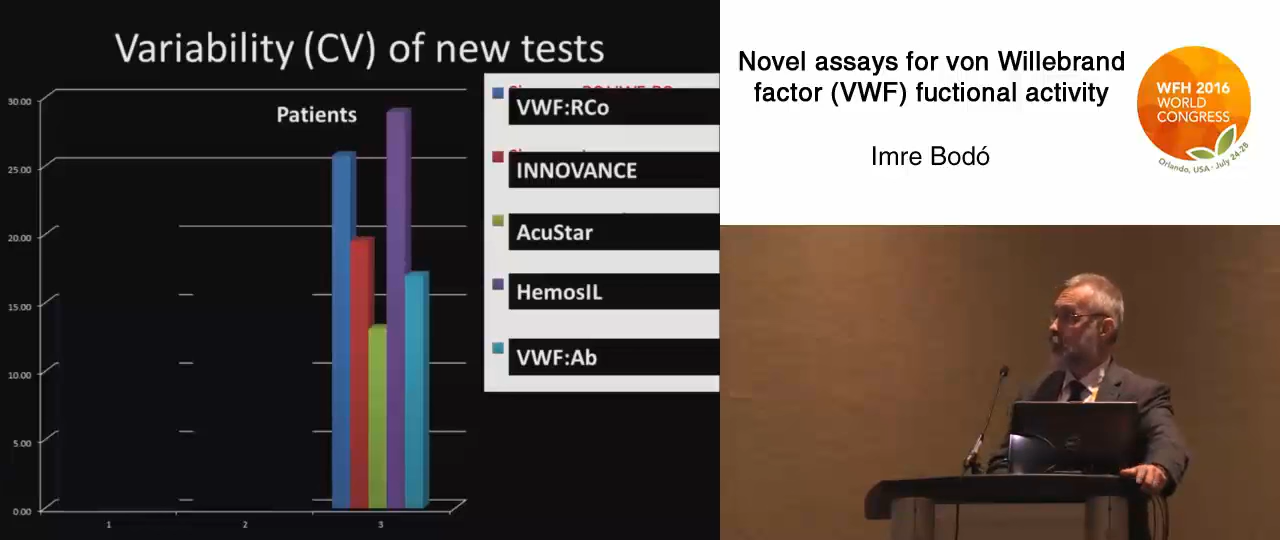 Variability (CV) of new tests
Patients
30.00
25.00
20.00
15.00
10.00
5.00
0.00
1
2
3
VWF:RCo
INNOVANCE
AcuStar
HemosIL
VWF:Ab
Novel assays for von Willebrand
factor (VWF) fuctional activity
Imre Bodó
WFH 2016
WORLD
CONGRESS
Orlando, USA · July 24-28